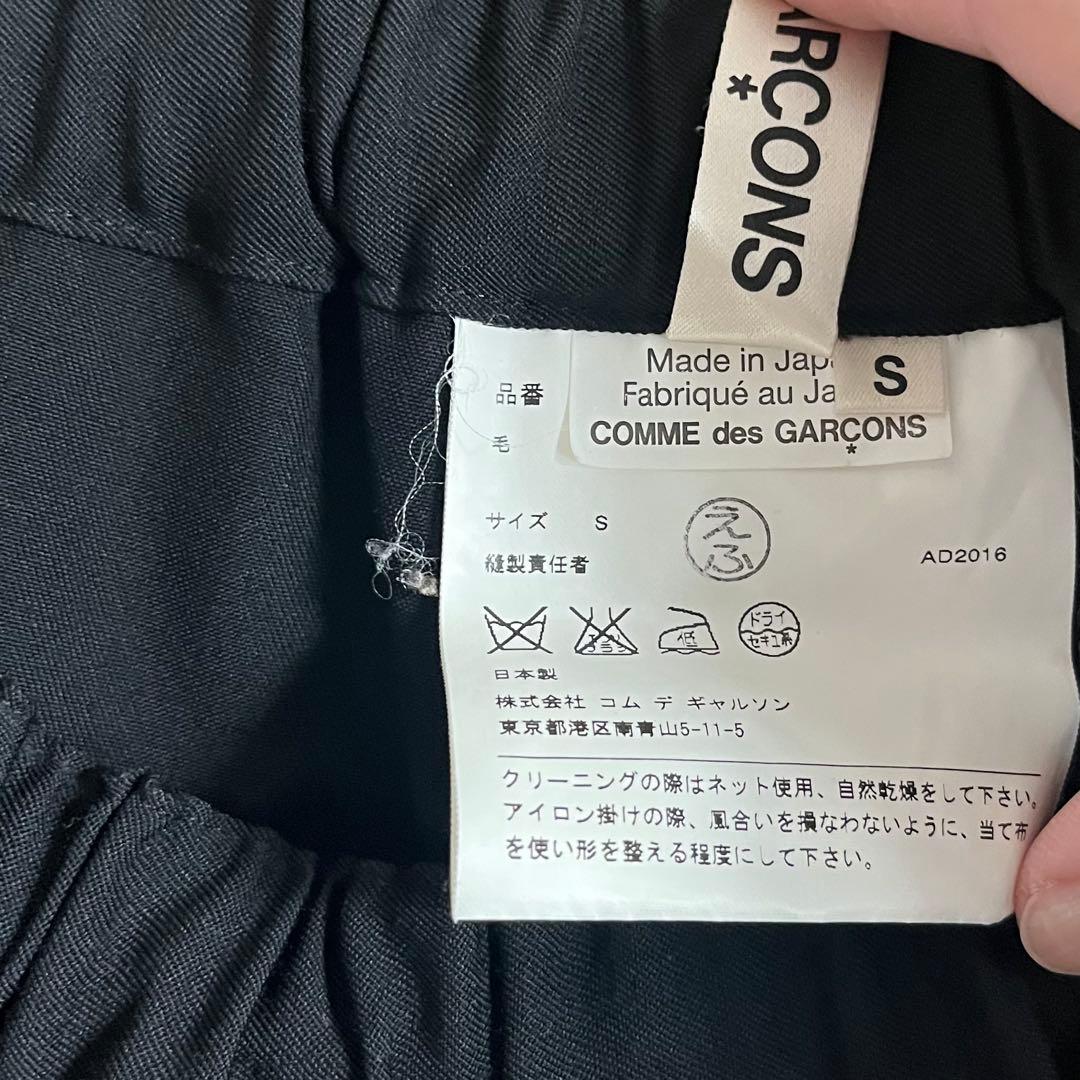 GARÇONS
Made in Japa
Fabriqué au Ja
S
COMME des GARÇONS
品番
毛
サイズ S
えふ
縫製責任者
AD2016
低
ドライ
セキユ系
日本製
株式会社 コム デ ギャルソン
東京都港区南青山5-11-5
クリーニングの際はネット使用、自然乾燥をして下さい。
アイロン掛けの際、風合いを損なわないように、当て布
を使い形を整える程度にして下さい。